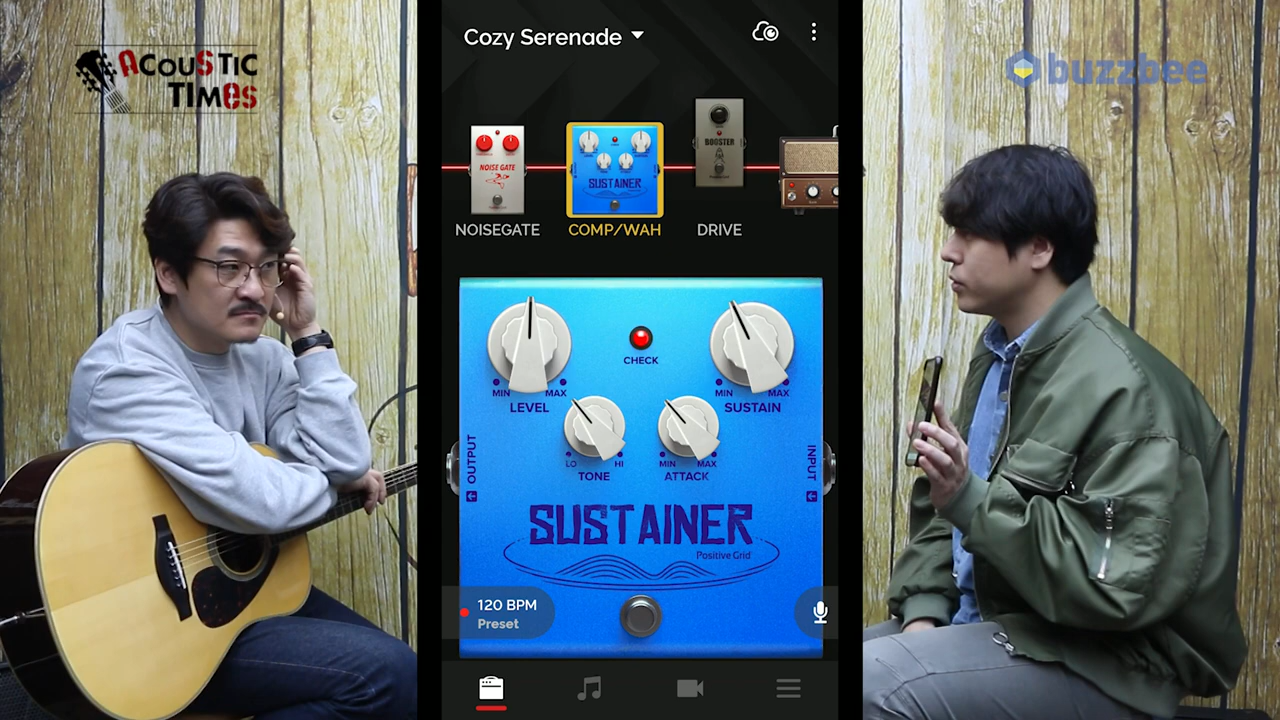 ACOUSTIC
TIMES
Cozy Serenade
buzzbee
NOISE GATE
SUSTAINER
BOOSTER
NOISEGATE
COMP/WAH
DRIVE
CHECK
MIN MAX
LEVEL
MIN MAX
SUSTAIN
LO HI
TONE
MIN MAX
ATTACK
OUTPUT
INPUT
SUSTAINER
Positive Grid
120 BPM
Preset